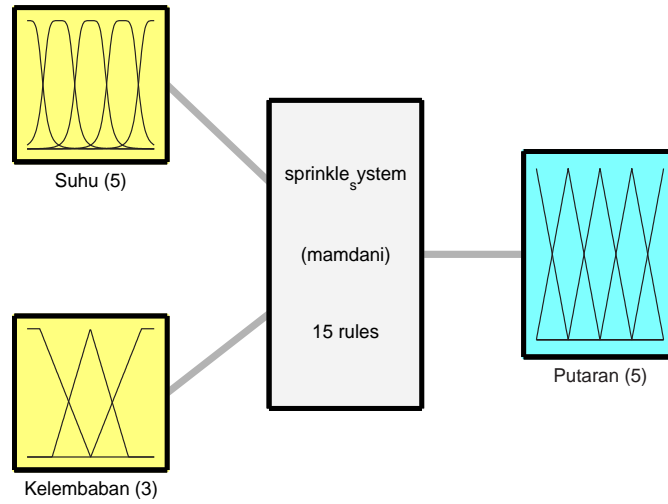 Suhu (5)
sprinkle_system
(mamdani)
15 rules
Putaran (5)
Kelembaban (3)